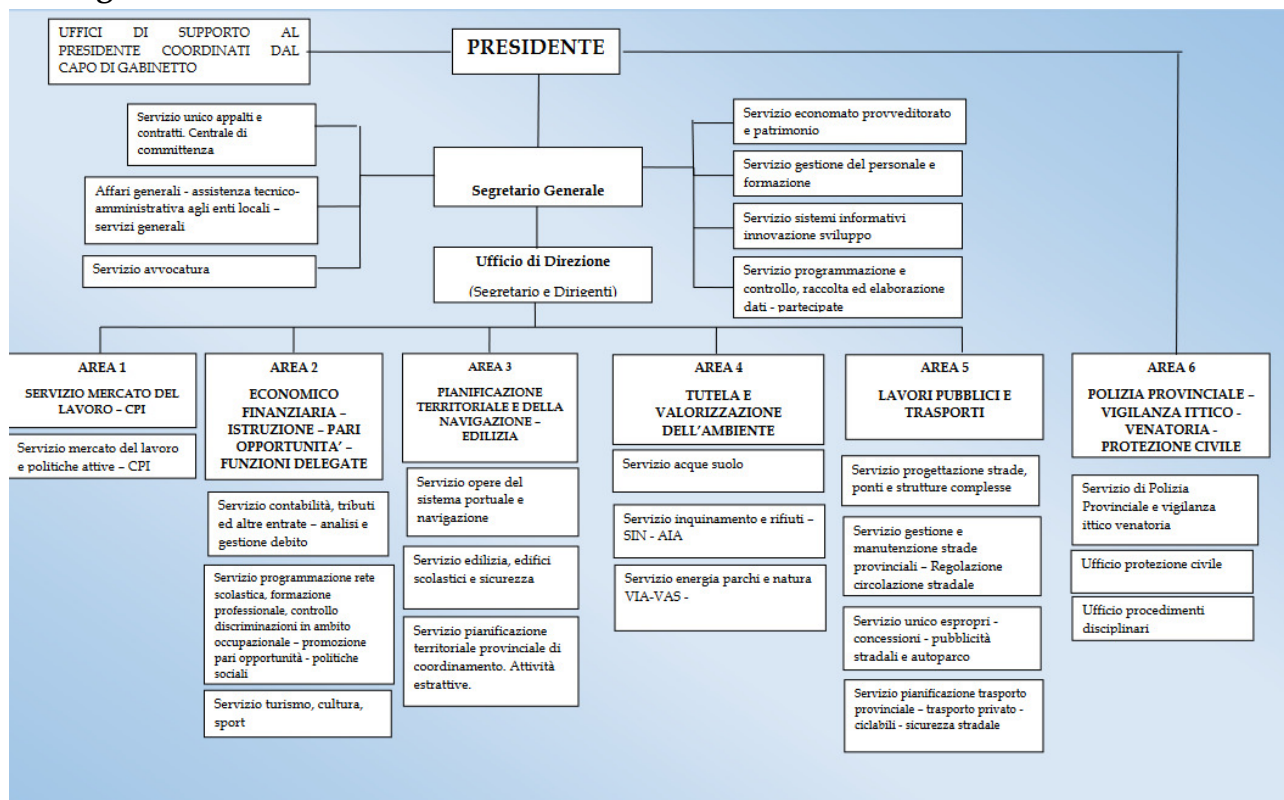 UFFICI DI SUPPORTO AL
PRESIDENTE COORDINATI DAL
CAPO DI GABINETTO
PRESIDENTE
Servizio unico appalti e
contratti. Centrale di
committenza
Affari generali - assistenza tecnico-
amministrativa agli enti locali –
servizi generali
Servizio avvocatura
Segretario Generale
Ufficio di Direzione
(Segretario e Dirigenti)
Servizio economato provveditorato
e patrimonio
Servizio gestione del personale e
formazione
Servizio sistemi informativi
innovazione sviluppo
Servizio programmazione e
controllo, raccolta ed elaborazione
dati - partecipate
AREA 1
SERVIZIO MERCATO DEL
LAVORO – CPI
Servizio mercato del lavoro
e politiche attive – CPI
AREA 2
ECONOMICO
FINANZIARIA –
ISTRUZIONE – PARI
OPPORTUNITA’ –
FUNZIONI DELEGATE
Servizio contabilità, tributi
ed altre entrate – analisi e
gestione debito
Servizio programmazione rete
scolastica, formazione
professionale, controllo
discriminazioni in ambito
occupazionale – promozione
pari opportunità - politiche
sociali
Servizio turismo, cultura,
sport
AREA 3
PIANIFICAZIONE
TERRITORIALE E DELLA
NAVIGAZIONE –
EDILIZIA
Servizio opere del
sistema portuale e
navigazione
Servizio edilizia, edifici
scolastici e sicurezza
Servizio pianificazione
territoriale provinciale di
coordinamento. Attività
estrattive.
AREA 4
TUTELA E
VALORIZZAZIONE
DELL’AMBIENTE
Servizio acque suolo
Servizio inquinamento e rifiuti –
SIN - AIA
Servizio energia parchi e natura
VIA-VAS -
AREA 5
LAVORI PUBBLICI E
TRASPORTI
Servizio progettazione strade,
ponti e strutture complesse
Servizio gestione e
manutenzione strade
provinciali – Regolazione
circolazione stradale
Servizio unico espropri -
concessioni - pubblicità
stradali e autoparco
Servizio pianificazione trasporto
provinciale – trasporto privato -
ciclabili - sicurezza stradale
AREA 6
POLIZIA PROVINCIALE –
VIGILANZA ITTICO -
VENATORIA -
PROTEZIONE CIVILE
Servizio di Polizia
Provinciale e vigilanza
ittico venatoria
Ufficio protezione civile
Ufficio procedimenti
disciplinari